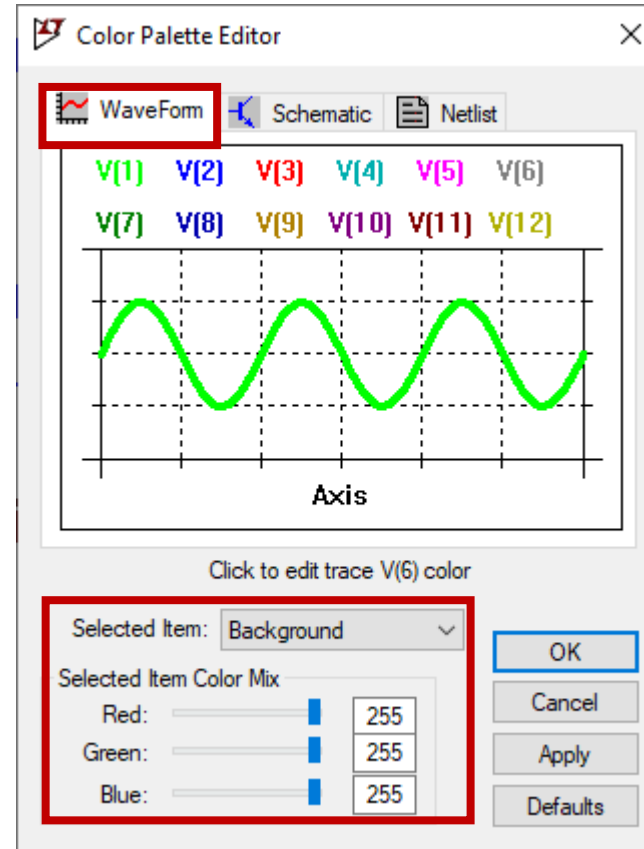 Color Palette Editor
WaveForm Schematic Netlist
V(1) V(2) V(3) V(4) V(5) V(6)
V(7) V(8) V(9) V(10) V(11) V(12)
Axis
Click to edit trace V(6) color
Selected Item: Background
Selected Item Color Mix
Red: 255
Green: 255
Blue: 255
OK
Cancel
Apply
Defaults